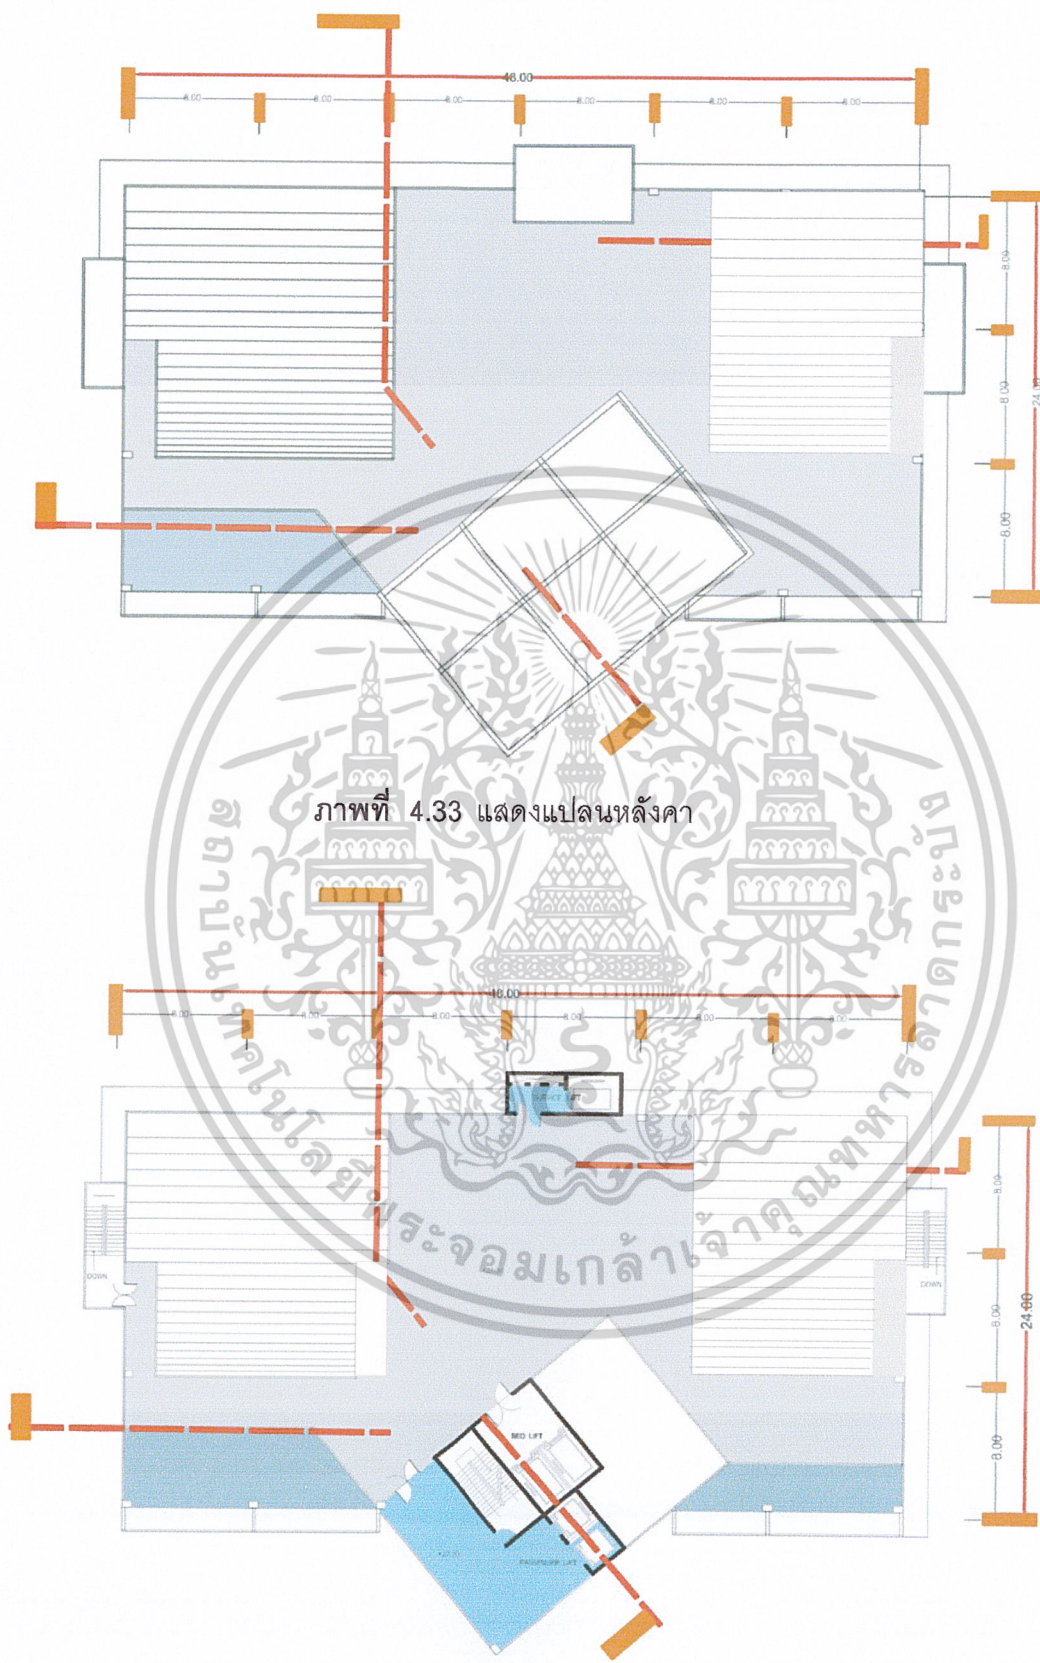 48.00
8.00 8.00 8.00 8.00 8.00 8.00
8.00
8.00
24.00
8.00
ภาพที่ 4.33 แสดงแปลนหลังคา
สถาบันเทคโนโลยีพระจอมเกล้าเจ้าคุณทหารลาดกระบัง
48.00
8.00 8.00 8.00 8.00 8.00
SERVICE LIFT
8.00
DOWN
DOWN
8.00
24.00
8.00
BED LIFT
PASSENGER LIFT